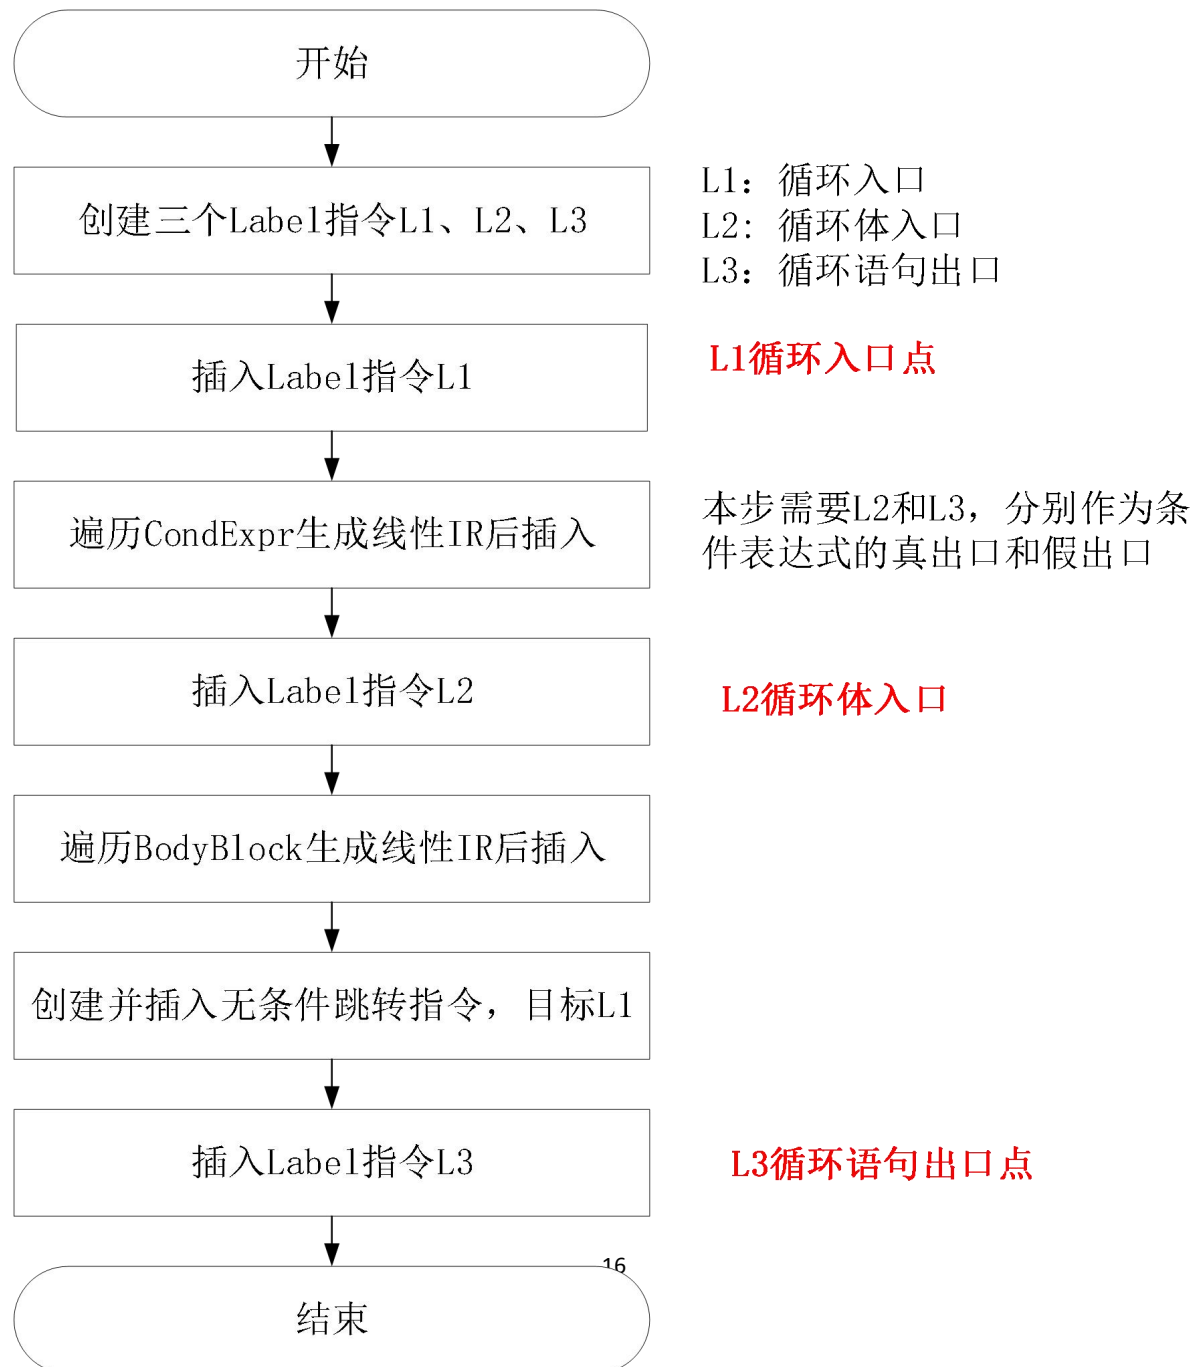 开始
创建三个Label指令L1、L2、L3
L1：循环入口
L2: 循环体入口
L3：循环语句出口
插入Label指令L1
L1循环入口点
遍历CondExpr生成线性IR后插入
本步需要L2和L3，分别作为条
件表达式的真出口和假出口
插入Label指令L2
L2循环体入口
遍历BodyBlock生成线性IR后插入
创建并插入无条件跳转指令，目标L1
插入Label指令L3
L3循环语句出口点
16
结束